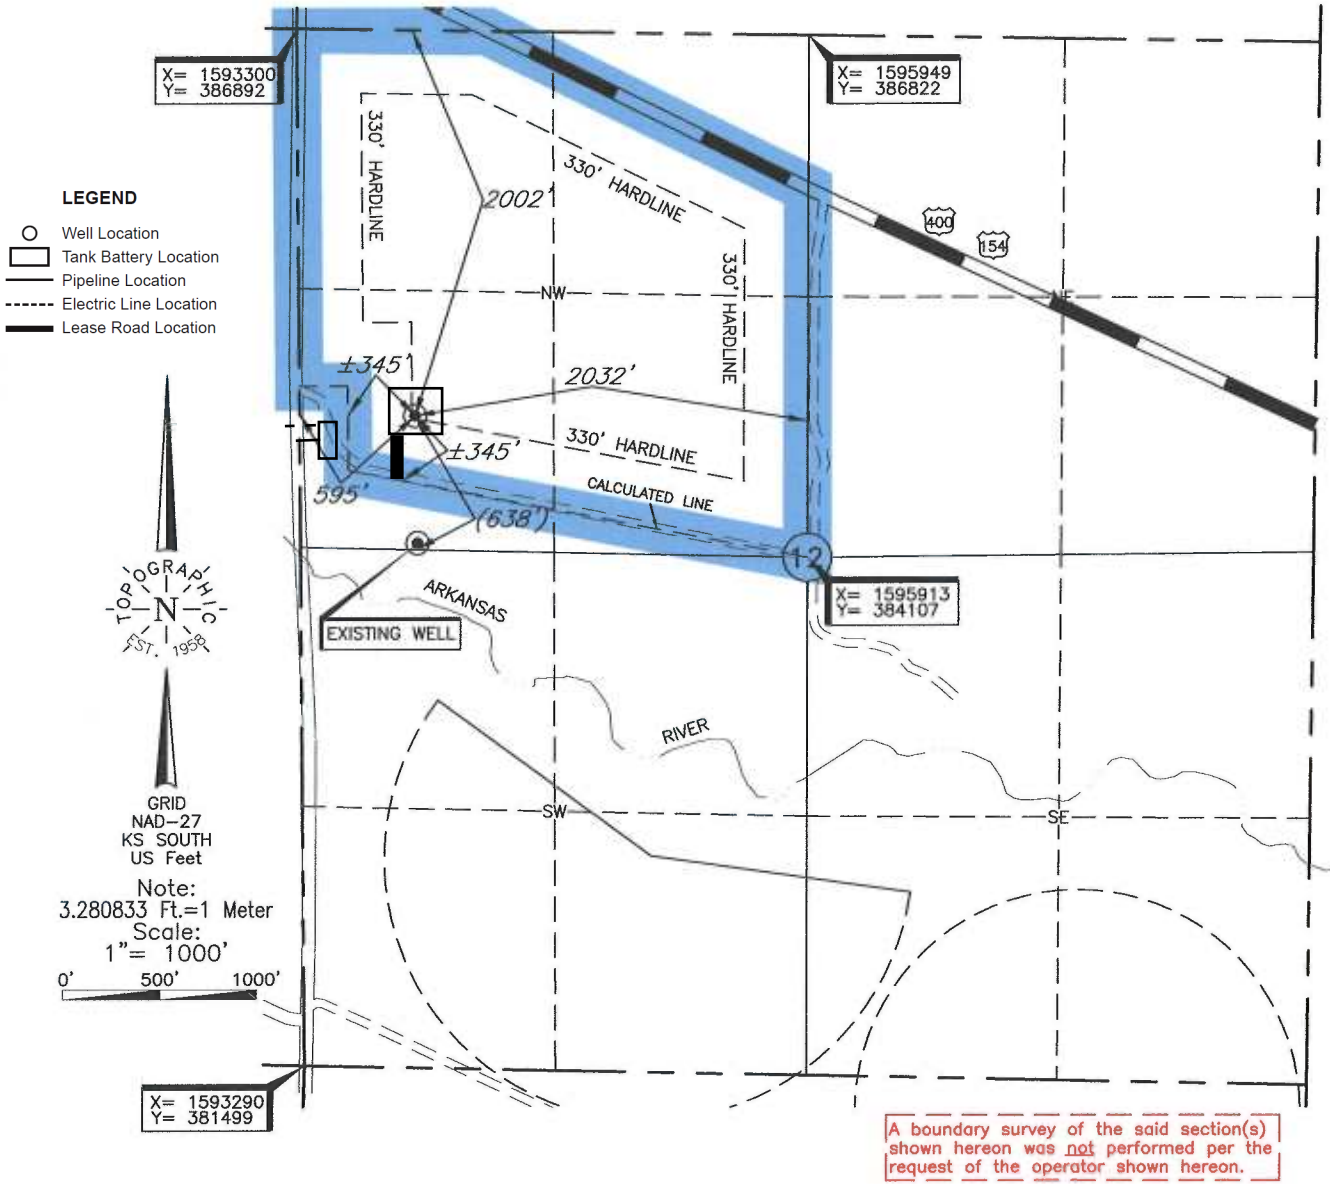 X= 1593300
Y= 386892
X= 1595949
Y= 386822
330' HARDLINE
330' HARDLINE
2002'
400
154
LEGEND
Well Location
Tank Battery Location
Pipeline Location
Electric Line Location
Lease Road Location
NW
NE
330' HARDLINE
±345'
2032'
330' HARDLINE
±345'
595'
CALCULATED LINE
(638')
12
TOPOGRAPHIC
N
EST. 1958
ARKANSAS
EXISTING WELL
X= 1595913
Y= 384107
RIVER
GRID
NAD-27
KS SOUTH
US Feet
SW
SE
Note:
3.280833 Ft.=1 Meter
Scale:
1"= 1000'
0' 500' 1000'
X= 1593290
Y= 381499
A boundary survey of the said section(s)
shown hereon was not performed per the
request of the operator shown hereon.